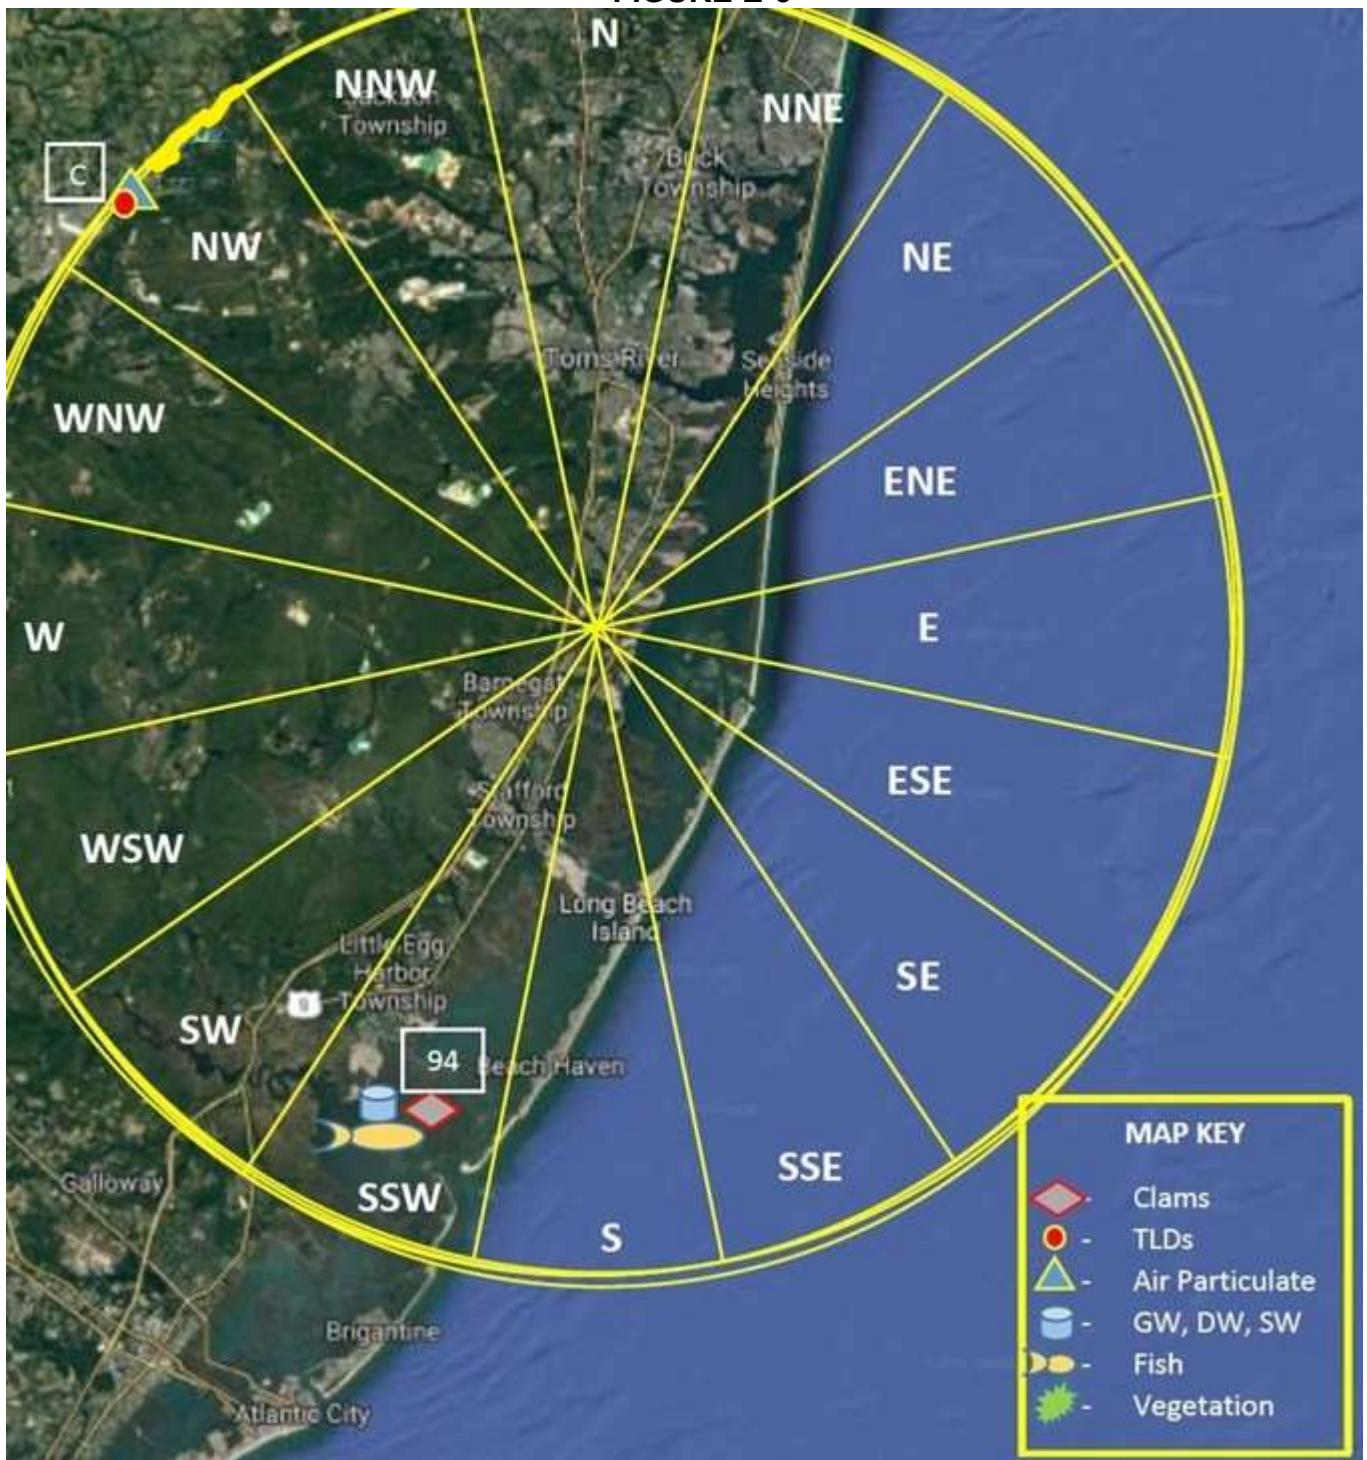 N
NNW
Jackson
Township
NNE
Brick
Township
C
NW
NE
Toms River
Seaside
Heights
WNW
ENE
W
E
Barnegat
Township
ESE
Stafford
Township
WSW
Long Beach
Island
Little Egg
Harbor
Township
SE
9
SW
94
Beach Haven
SSE
SSW
S
Galloway
Brigantine
Atlantic City
MAP KEY
- Clams
- TLDs
- Air Particulate
- GW, DW, SW
- Fish
- Vegetation